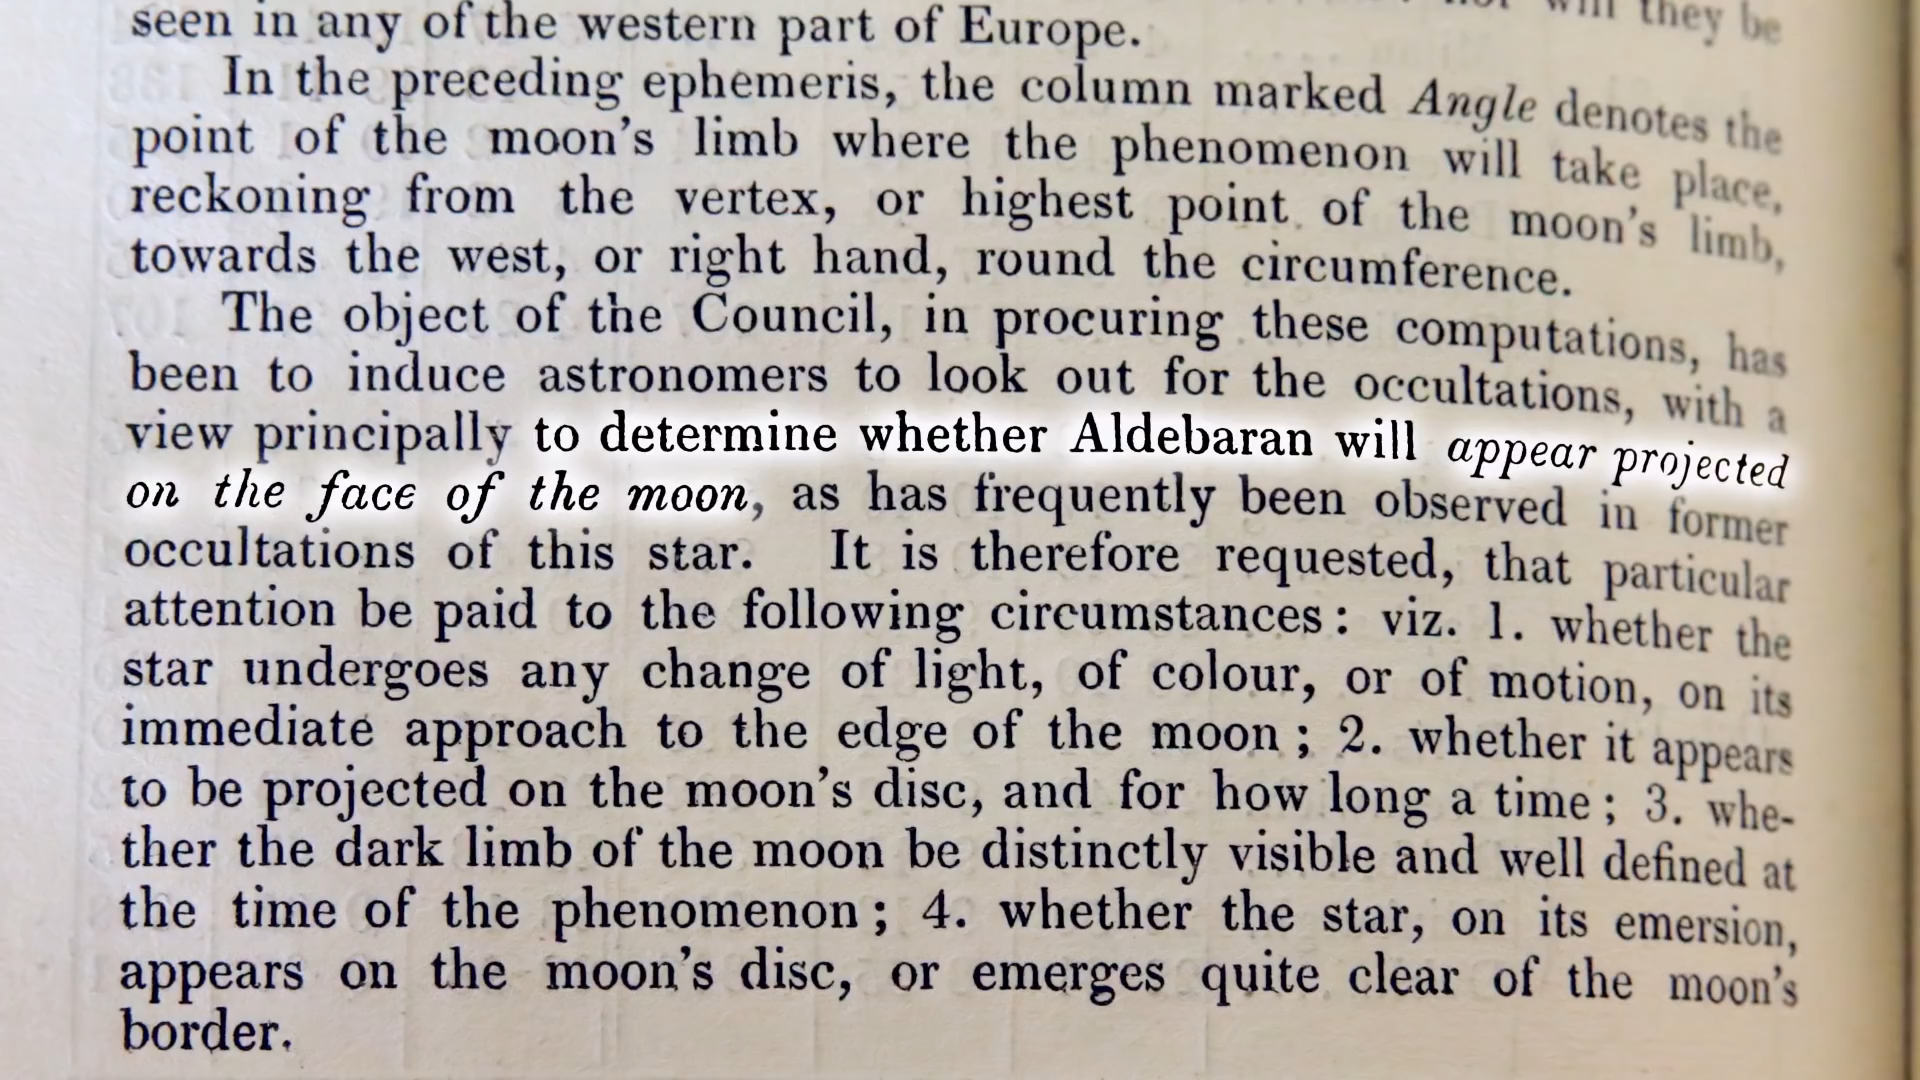 will they be
seen in any of the western part of Europe.
In the preceding ephemeris, the column marked Angle denotes the
point of the moon's limb where the phenomenon will take place,
reckoning from the vertex, or highest point of the moon's limb,
towards the west, or right hand, round the circumference.
The object of the Council, in procuring these computations, has
been to induce astronomers to look out for the occultations, with a
view principally to determine whether Aldebaran will appear projected
on the face of the moon, as has frequently been observed in former
occultations of this star. It is therefore requested, that particular
attention be paid to the following circumstances: viz. 1. whether the
star undergoes any change of light, of colour, or of motion, on its
immediate approach to the edge of the moon; 2. whether it appears
to be projected on the moon's disc, and for how long a time; 3. whe-
ther the dark limb of the moon be distinctly visible and well defined at
the time of the phenomenon; 4. whether the star, on its emersion,
appears on the moon's disc, or emerges quite clear of the moon's
border.